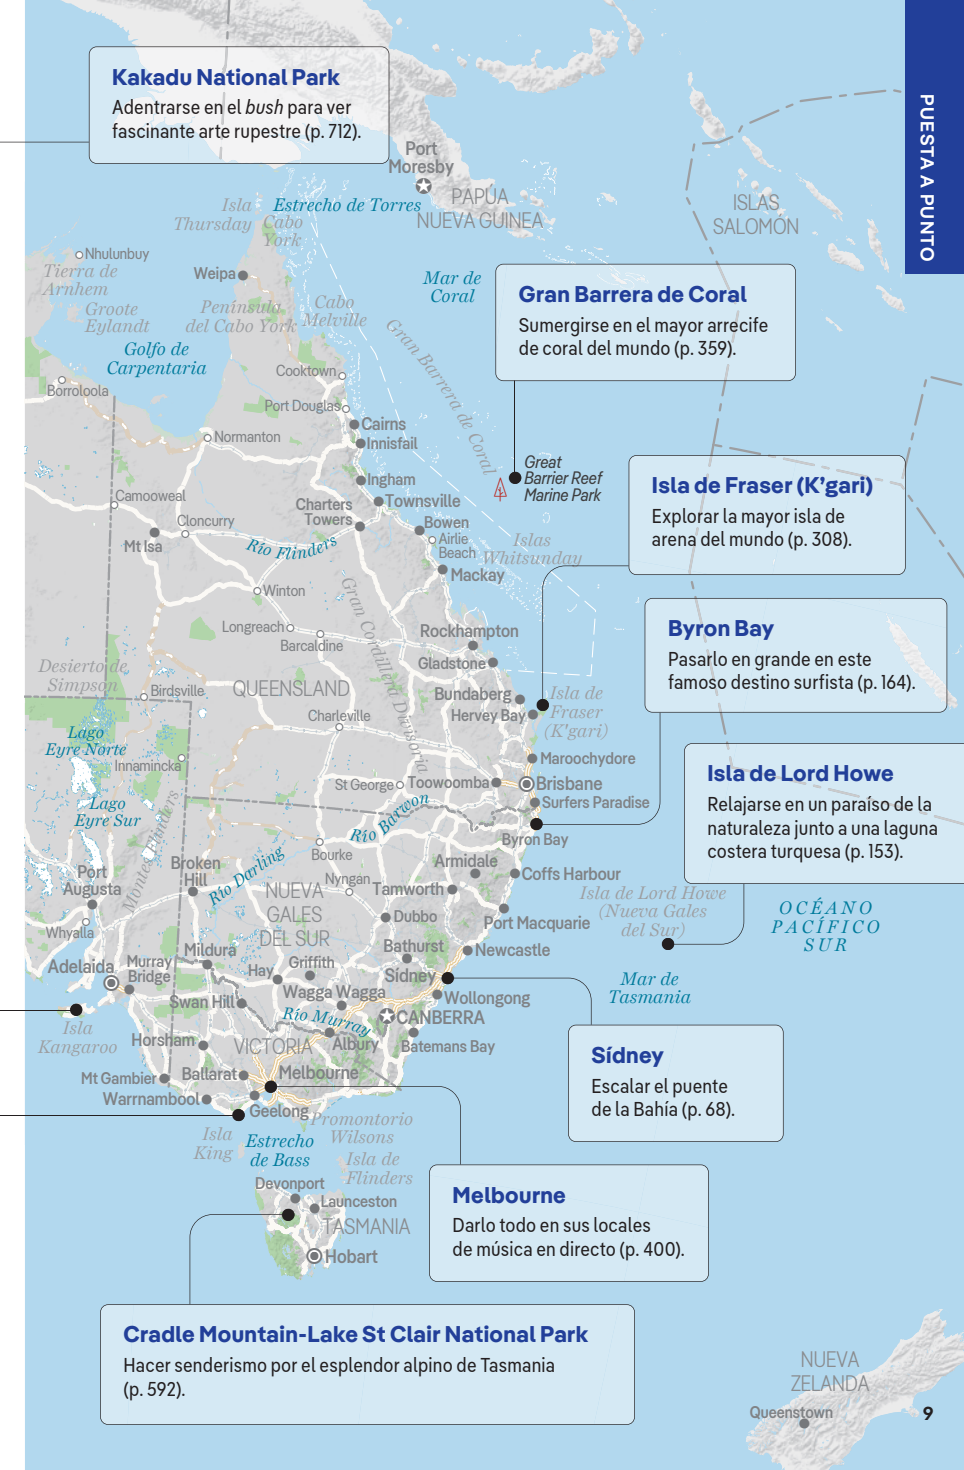 PUESTA A PUNTO
Kakadu National Park
Adentrarse en el bush para ver
fascinante arte rupestre (p. 712).
Port
Moresby
PAPÚA
NUEVA GUINEA
ISLAS
SALOMÓN
Isla
Thursday
Estrecho de Torres
Cabo
York
Nhulunbuy
Tierra de
Arnhem
Weipa
Groote
Eylandt
Península
del Cabo York
Cabo
Melville
Mar de
Coral
Golfo de
Carpentaria
Gran Barrera de Coral
Gran Barrera de Coral
Sumergirse en el mayor arrecife
de coral del mundo (p. 359).
Cooktown
Borroloola
Port Douglas
Cairns
Innisfail
Normanton
Great
Barrier Reef
Marine Park
Isla de Fraser (K’gari)
Explorar la mayor isla de
arena del mundo (p. 308).
Ingham
Camooweal
Charters
Towers
Townsville
Cloncurry
Bowen
Mt Isa
Río Flinders
Airlie
Beach
Islas
Whitsunday
Mackay
Winton
Gran Cordillera Divisoria
Byron Bay
Pasarlo en grande en este
famoso destino surfista (p. 164).
Longreach
Barcaldine
Rockhampton
Gladstone
Desierto de
Simpson
Birdsville
QUEENSLAND
Bundaberg
Isla de
Fraser
(K’gari)
Charleville
Hervey Bay
Lago
Eyre Norte
Innamincka
Maroochydore
Isla de Lord Howe
Relajarse en un paraíso de la
naturaleza junto a una laguna
costera turquesa (p. 153).
St George
Toowoomba
Brisbane
Lago
Eyre Sur
Surfers Paradise
Montes Flinders
Río Barwon
Byron Bay
Bourke
Port
Augusta
Broken
Hill
Río Darling
Nyngan
Armidale
Coffs Harbour
NUEVA
GALES
DEL SUR
Tamworth
Isla de Lord Howe
(Nueva Gales
del Sur)
OCÉANO
PACÍFICO
SUR
Whyalla
Dubbo
Port Macquarie
Mildura
Bathurst
Newcastle
Adelaida
Murray
Bridge
Hay
Griffith
Sídney
Mar de
Tasmania
Swan Hill
Wagga Wagga
Wollongong
Isla
Kangaroo
Río Murray
CANBERRA
Horsham
VICTORIA
Albury
Batemans Bay
Sídney
Escalar el puente
de la Bahía (p. 68).
Mt Gambier
Ballarat
Melbourne
Warrnambool
Geelong
Promontorio
Wilsons
Isla
King
Estrecho
de Bass
Isla de
Flinders
Devonport
Launceston
TASMANIA
Hobart
Melbourne
Darlo todo en sus locales
de música en directo (p. 400).
Cradle Mountain-Lake St Clair National Park
Hacer senderismo por el esplendor alpino de Tasmania
(p. 592).
NUEVA
ZELANDA
Queenstown
9